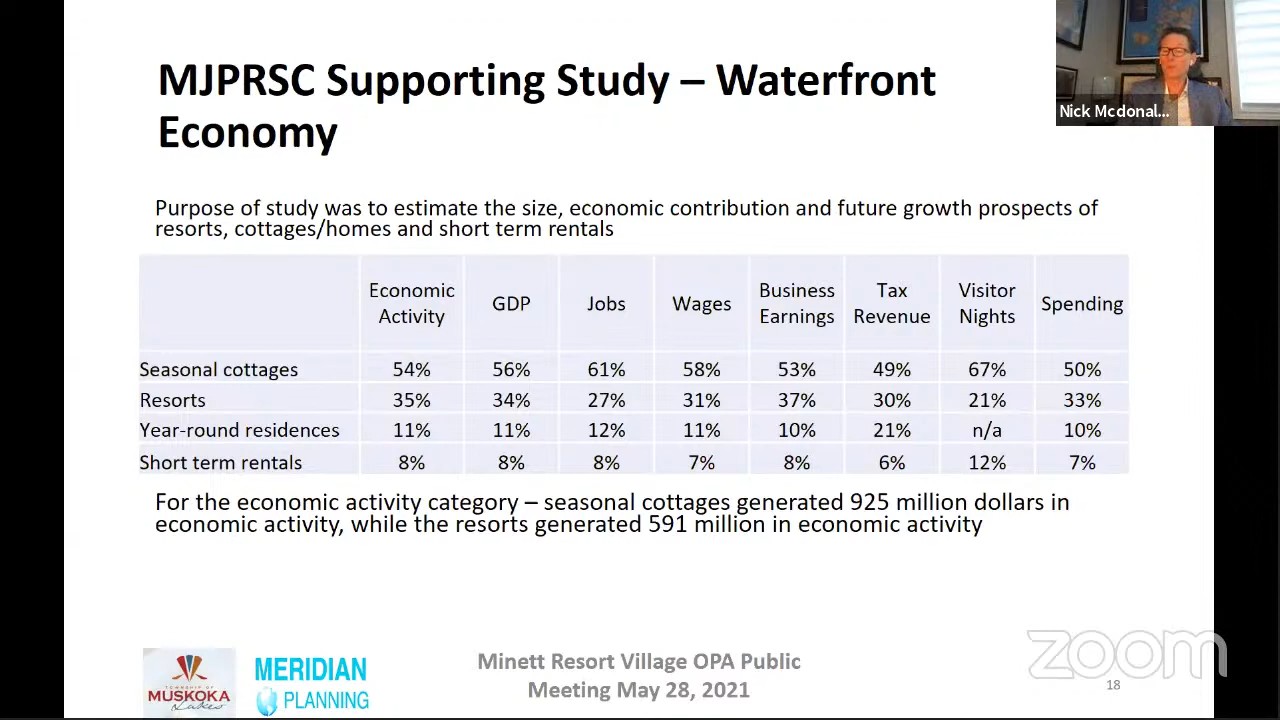 MJPRSC Supporting Study – Waterfront
Economy
Nick Mcdonal...
Purpose of study was to estimate the size, economic contribution and future growth prospects of
resorts, cottages/homes and short term rentals
Economic Activity GDP Jobs Wages Business Earnings Tax Revenue Visitor Nights Spending
Seasonal cottages 54% 56% 61% 58% 53% 49% 67% 50%
Resorts 35% 34% 27% 31% 37% 30% 21% 33%
Year-round residences 11% 11% 12% 11% 10% 21% n/a 10%
Short term rentals 8% 8% 8% 7% 8% 6% 12% 7%
For the economic activity category – seasonal cottages generated 925 million dollars in
economic activity, while the resorts generated 591 million in economic activity
TOWNSHIP OF
MUSKOKA
Lakes
MERIDIAN
PLANNING
Minett Resort Village OPA Public
Meeting May 28, 2021
zoom
18